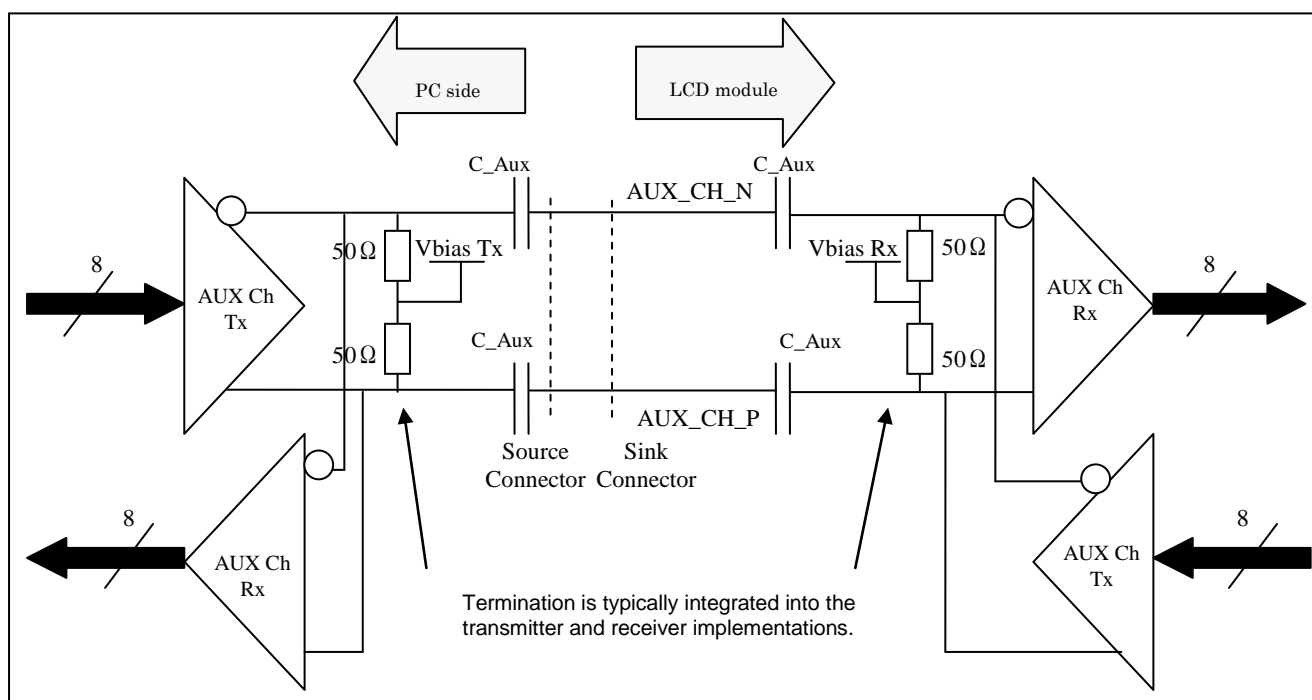 PC side
LCD module
C_Aux
C_Aux
AUX_CH_N
50Ω
Vbias Tx
Vbias Rx
50Ω
8
AUX Ch
Tx
AUX Ch
Rx
8
50Ω
C_Aux
C_Aux
50Ω
AUX_CH_P
Source
Connector
Sink
Connector
8
AUX Ch
Rx
AUX Ch
Tx
8
Termination is typically integrated into the
transmitter and receiver implementations.